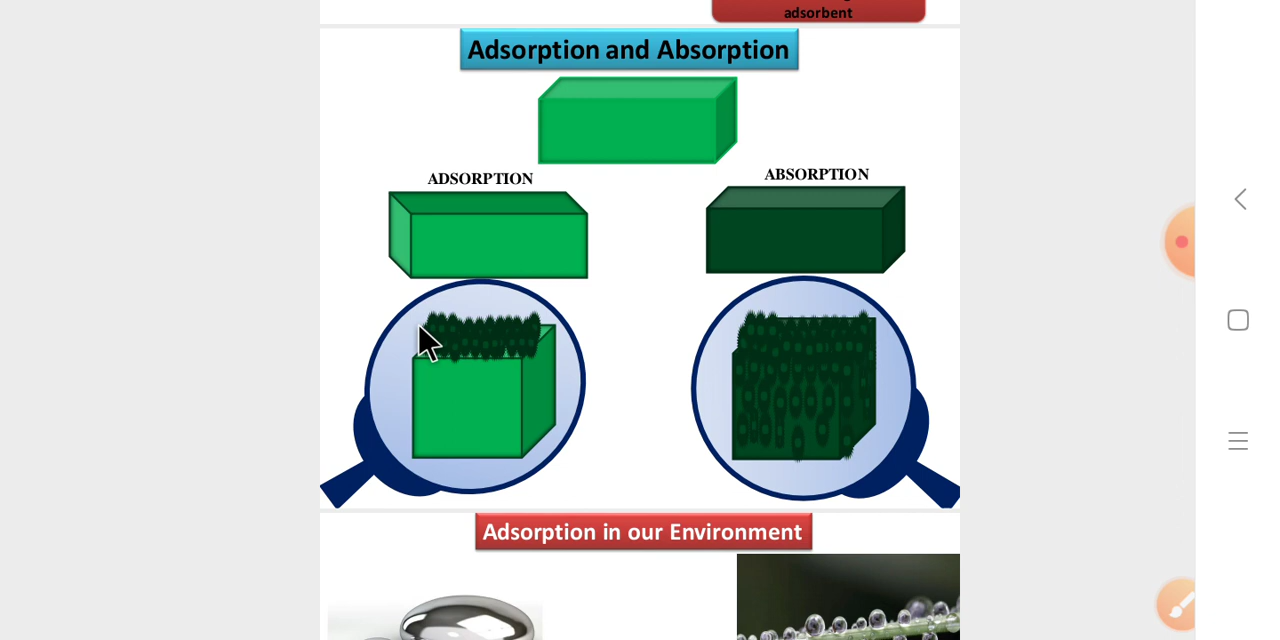 adsorbent
Adsorption and Absorption
ADSORPTION
ABSORPTION
Adsorption in our Environment